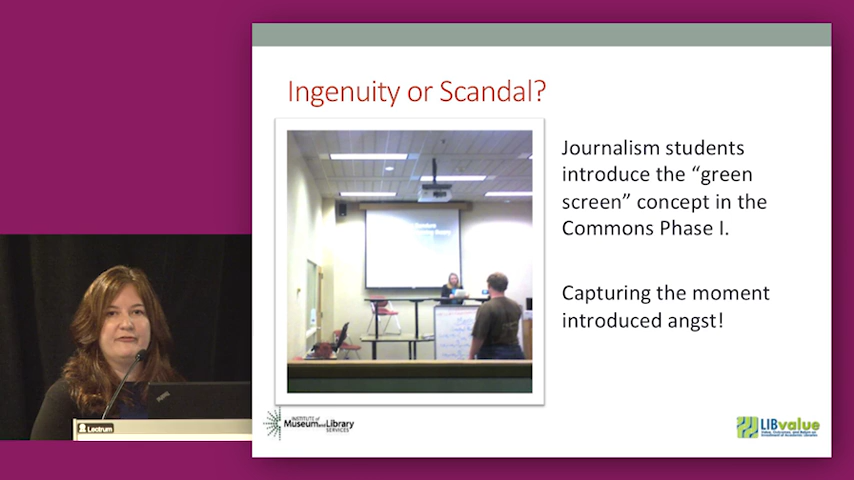 Ingenuity or Scandal?
Journalism students
introduce the “green
screen” concept in the
Commons Phase I.
Capturing the moment
introduced angst!
INSTITUTE of
Museum and Library
SERVICES
LIBvalue
Lectrum